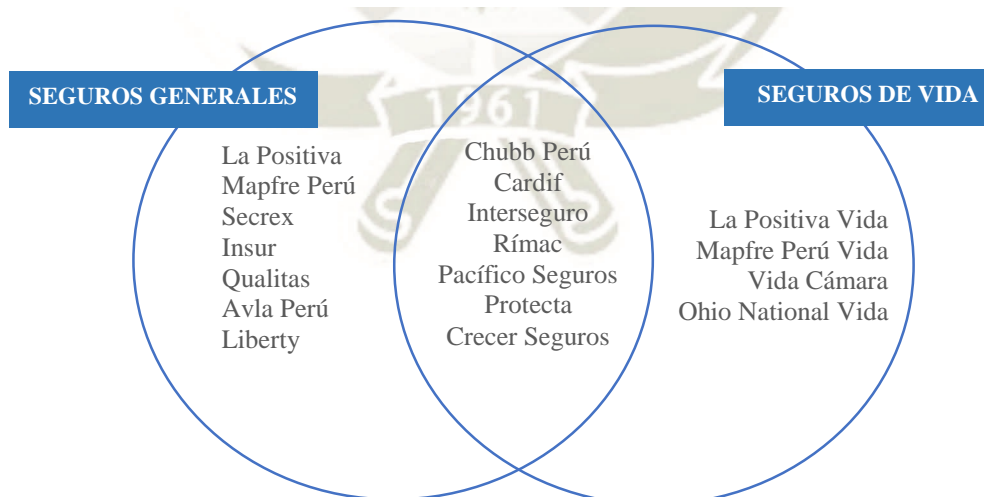 SEGUROS GENERALES
SEGUROS DE VIDA
1961
La Positiva
Mapfre Perú
Secrex
Insur
Qualitas
Avla Perú
Liberty
Chubb Perú
Cardif
Interseguro
Rímac
Pacífico Seguros
Protecta
Crecer Seguros
La Positiva Vida
Mapfre Perú Vida
Vida Cámara
Ohio National Vida